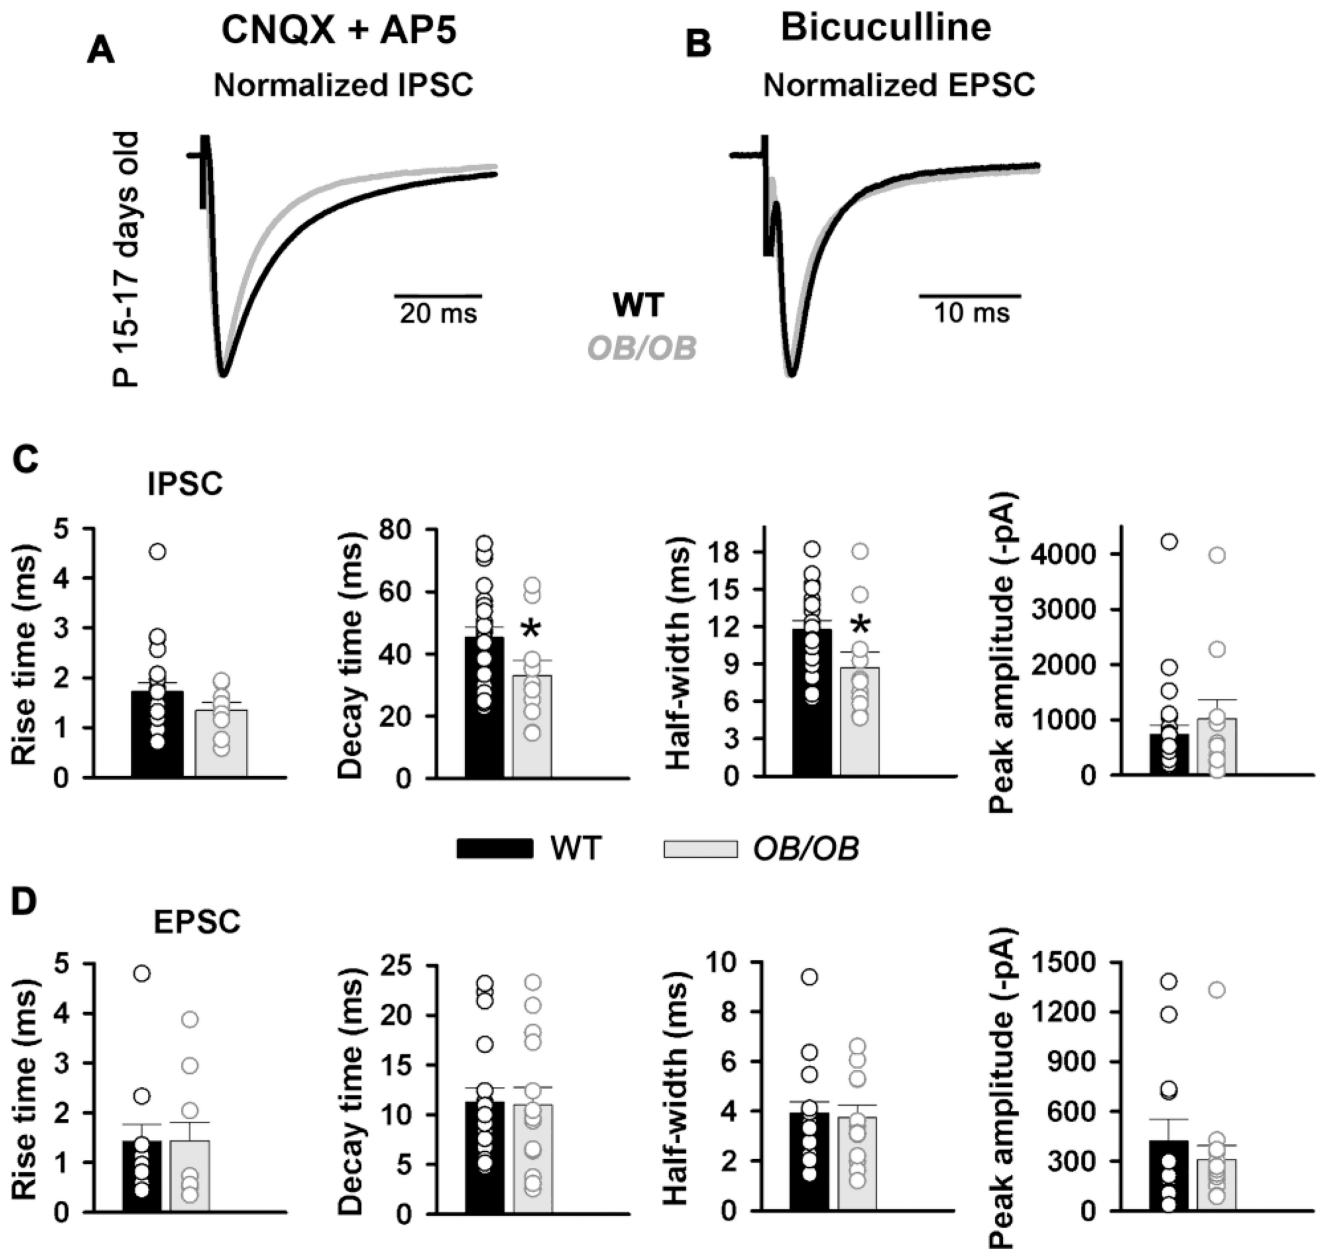 A
CNQX + AP5
Normalized IPSC
B
Bicuculline
Normalized EPSC
P 15-17 days old
20 ms
WT
OB/OB
10 ms
C
IPSC
Rise time (ms)
5
4
3
2
1
0
Decay time (ms)
80
60
40
20
0
*
Half-width (ms)
18
15
12
9
6
3
0
*
Peak amplitude (-pA)
4000
3000
2000
1000
0
WT
OB/OB
D
EPSC
Rise time (ms)
5
4
3
2
1
0
Decay time (ms)
25
20
15
10
5
0
Half-width (ms)
10
8
6
4
2
0
Peak amplitude (-pA)
1500
1200
900
600
300
0